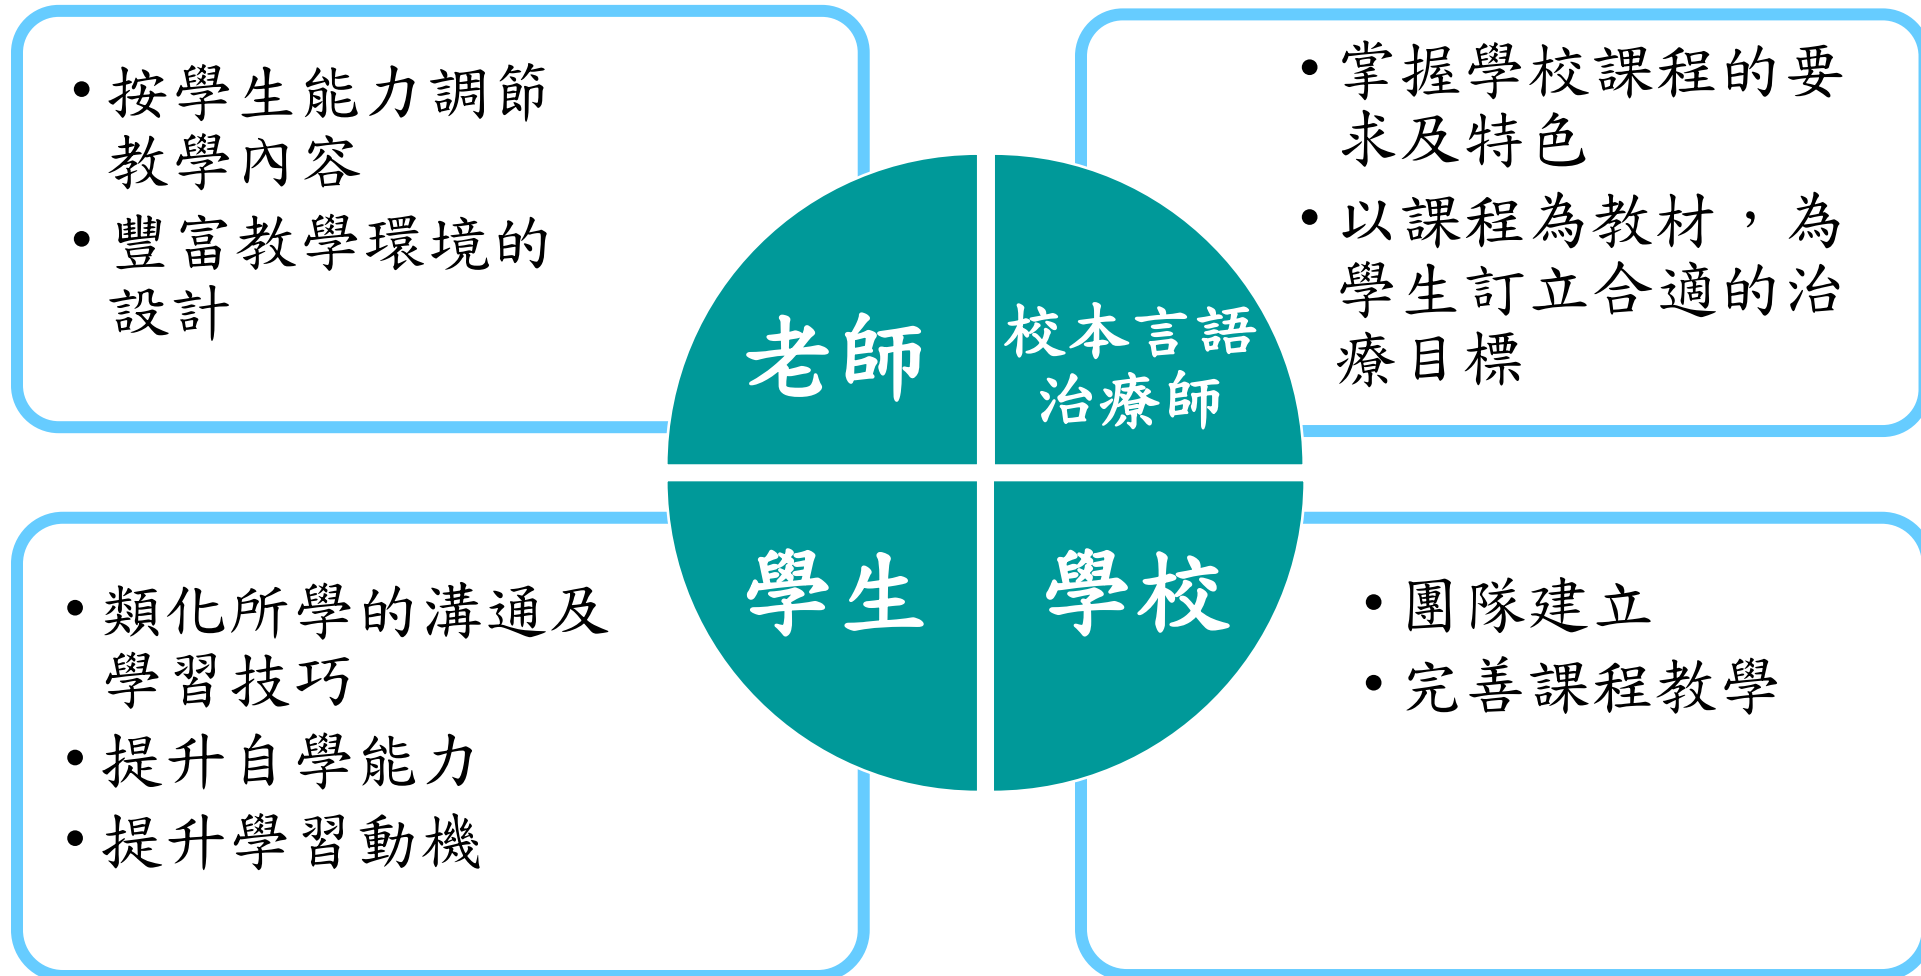 • 按學生能力調節
教學內容
• 豐富教學環境的
設計
• 掌握學校課程的要
求及特色
• 以課程為教材，為
學生訂立合適的治
療目標
老師
校本言語
治療師
學生
學校
• 類化所學的溝通及
學習技巧
• 提升自學能力
• 提升學習動機
• 團隊建立
• 完善課程教學